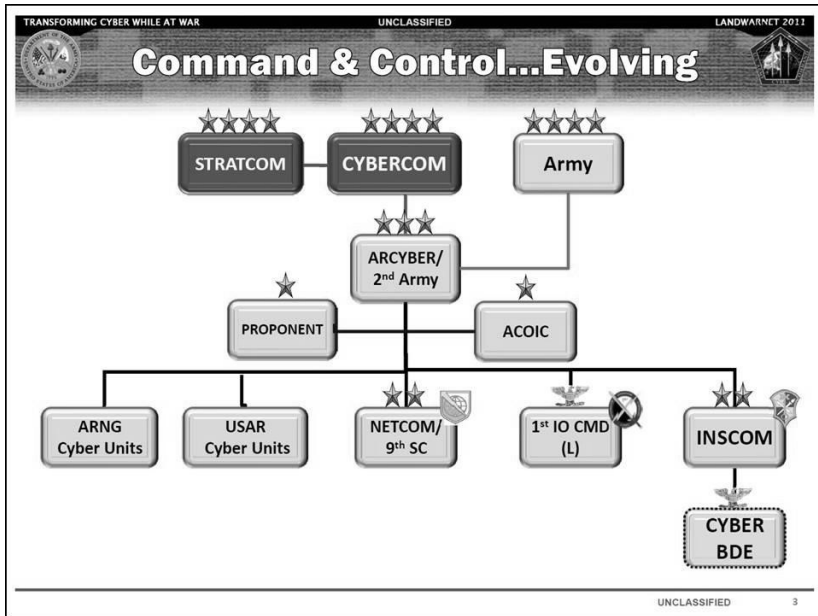 TRANSFORMING CYBER WHILE AT WAR
UNCLASSIFIED
LANDWARNET 2011
Command & Control...Evolving
STRATCOM
CYBERCOM
Army
ARCYBER/
2nd Army
PROPONENT
ACOIC
ARNG
Cyber Units
USAR
Cyber Units
NETCOM/
9th SC
1st IO CMD
(L)
INSCOM
CYBER
BDE
UNCLASSIFIED
3